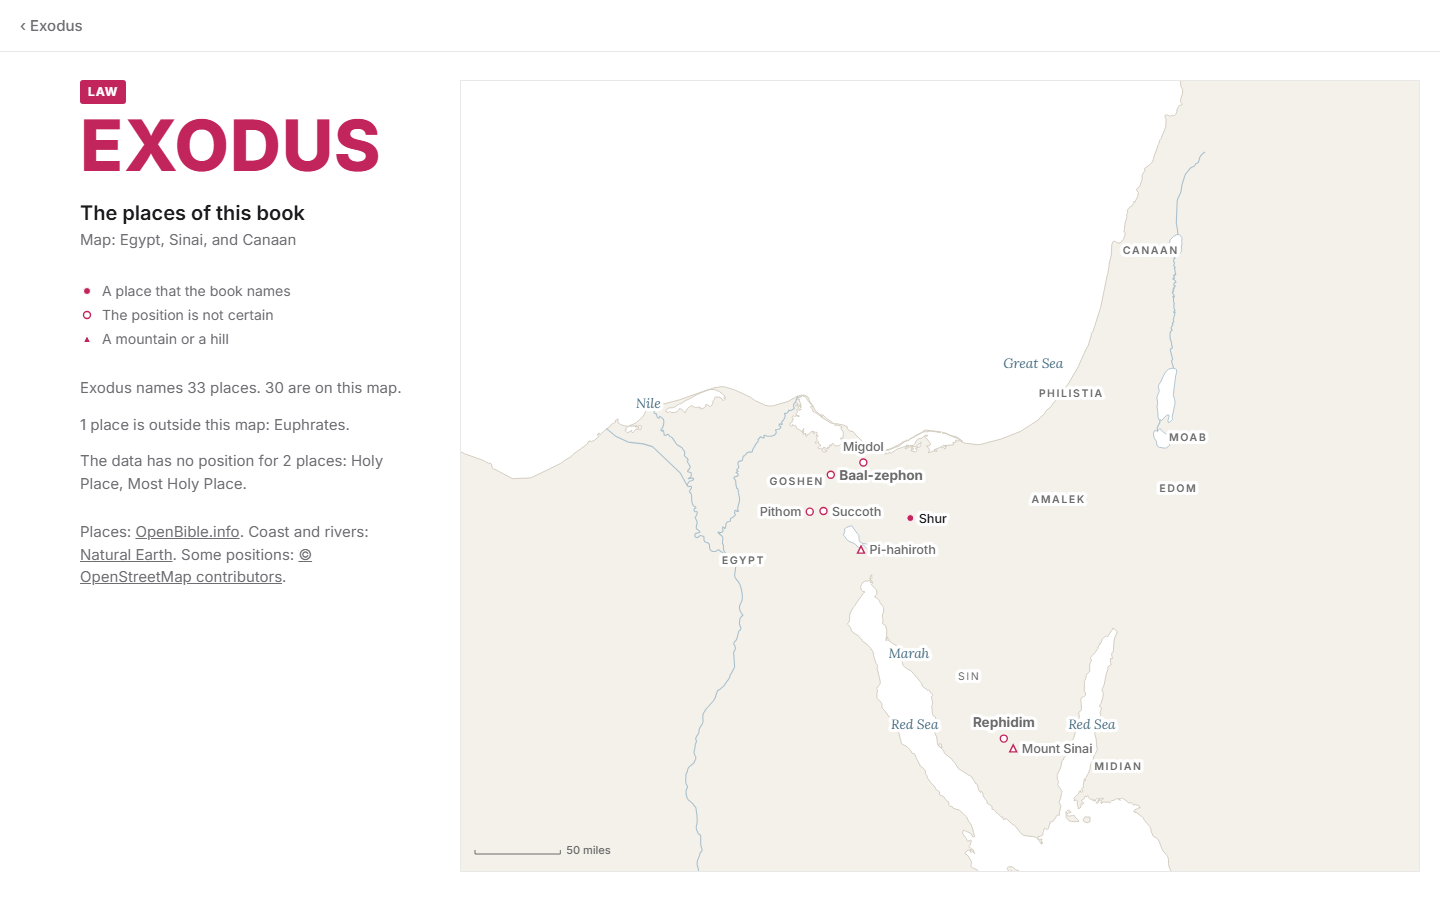 ‹ Exodus
LAW
EXODUS
The places of this book
Map: Egypt, Sinai, and Canaan
A place that the book names
The position is not certain
A mountain or a hill
Exodus names 33 places. 30 are on this map.
1 place is outside this map: Euphrates.
The data has no position for 2 places: Holy
Place, Most Holy Place.
Places: OpenBible.info. Coast and rivers:
Natural Earth. Some positions: ©
OpenStreetMap contributors.
CANAAN
Great Sea
PHILISTIA
Nile
MOAB
Migdol
Baal-zephon
GOSHEN
EDOM
AMALEK
Pithom
Succoth
Shur
Pi-hahiroth
EGYPT
Marah
SIN
Rephidim
Red Sea
Red Sea
Mount Sinai
MIDIAN
50 miles